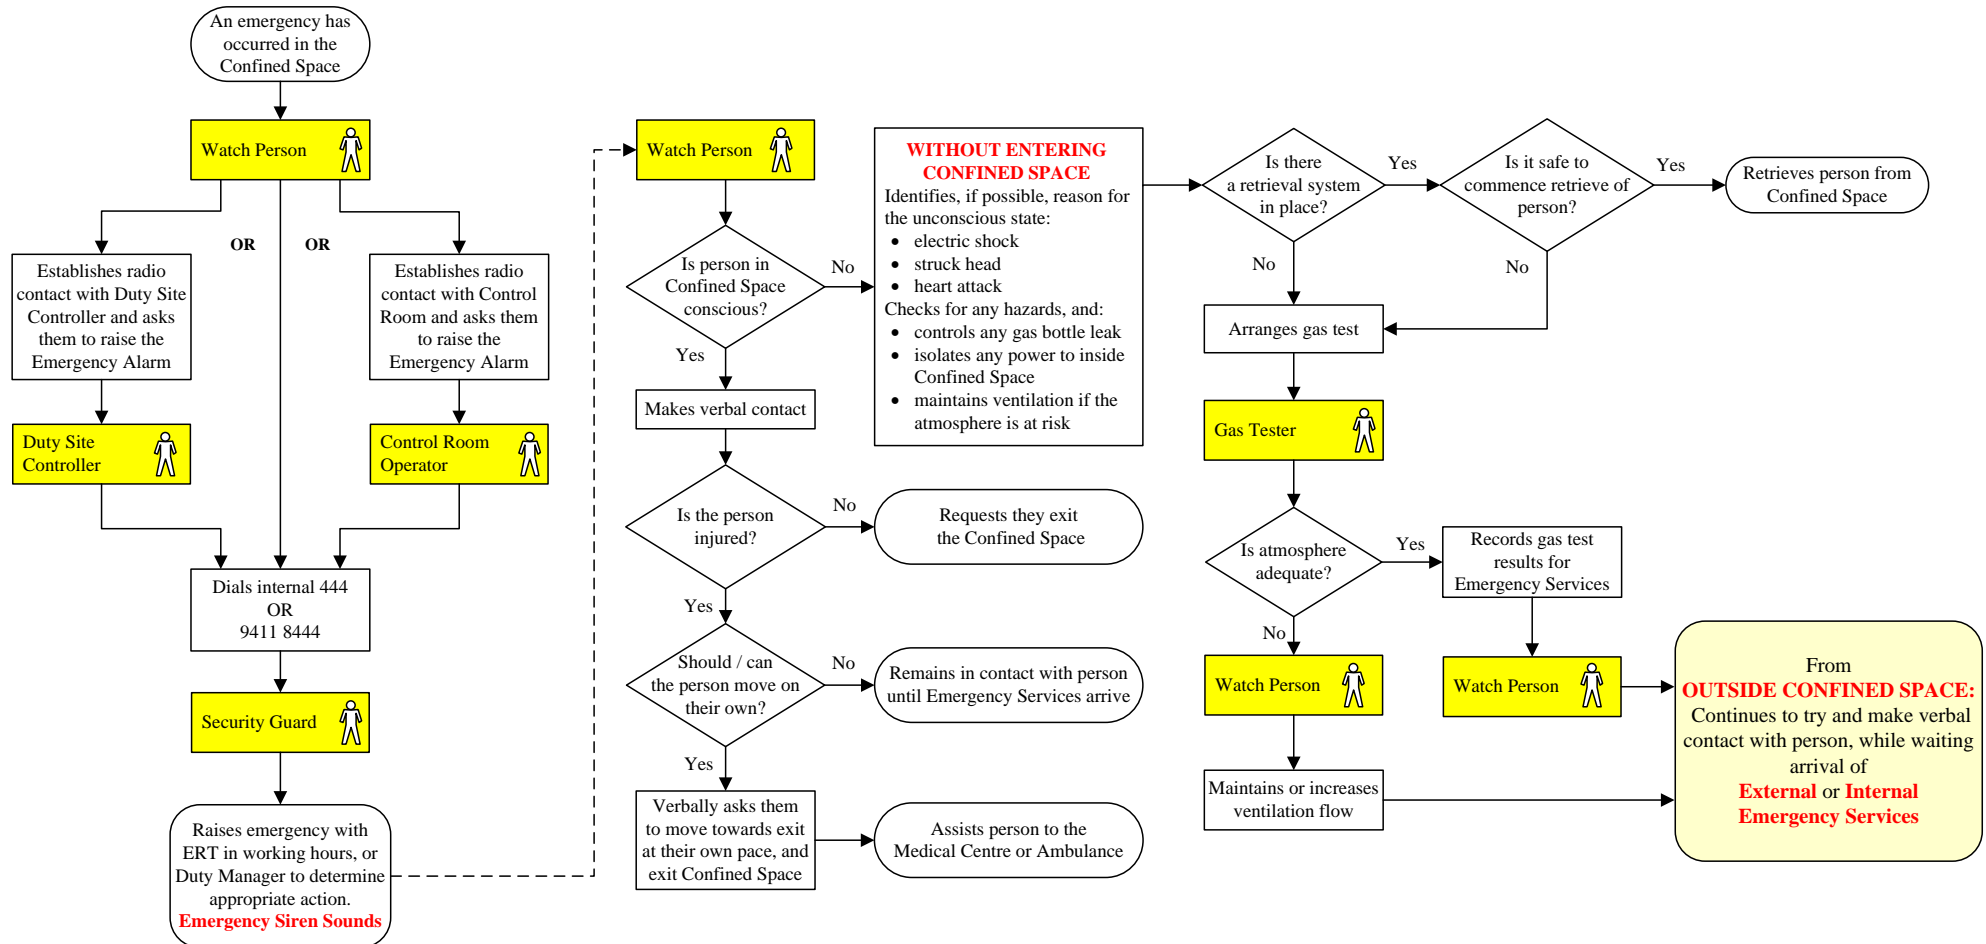 An emergency has
occurred in the
Confined Space
Watch Person
OR
OR
Establishes radio
contact with Duty Site
Controller and asks
them to raise the
Emergency Alarm
Establishes radio
contact with Control
Room and asks them
to raise the
Emergency Alarm
Duty Site
Controller
Control Room
Operator
Dials internal 444
OR
9411 8444
Security Guard
Raises emergency with
ERT in working hours, or
Duty Manager to determine
appropriate action.
Emergency Siren Sounds
Watch Person
Is person in
Confined Space
conscious?
No
Yes
Makes verbal contact
Is the person
injured?
No
Requests they exit
the Confined Space
Yes
Should / can
the person move on
their own?
No
Remains in contact with person
until Emergency Services arrive
Yes
Verbally asks them
to move towards exit
at their own pace, and
exit Confined Space
Assists person to the
Medical Centre or Ambulance
WITHOUT ENTERING
CONFINED SPACE
Identifies, if possible, reason for
the unconscious state:
• electric shock
• struck head
• heart attack
Checks for any hazards, and:
• controls any gas bottle leak
• isolates any power to inside
Confined Space
• maintains ventilation if the
atmosphere is at risk
Is there
a retrieval system
in place?
Yes
No
Is it safe to
commence retrieve of
person?
Yes
No
Retrieves person from
Confined Space
Arranges gas test
Gas Tester
Is atmosphere
adequate?
Yes
Records gas test
results for
Emergency Services
No
Watch Person
Watch Person
Maintains or increases
ventilation flow
From
OUTSIDE CONFINED SPACE:
Continues to try and make verbal
contact with person, while waiting
arrival of
External or Internal
Emergency Services